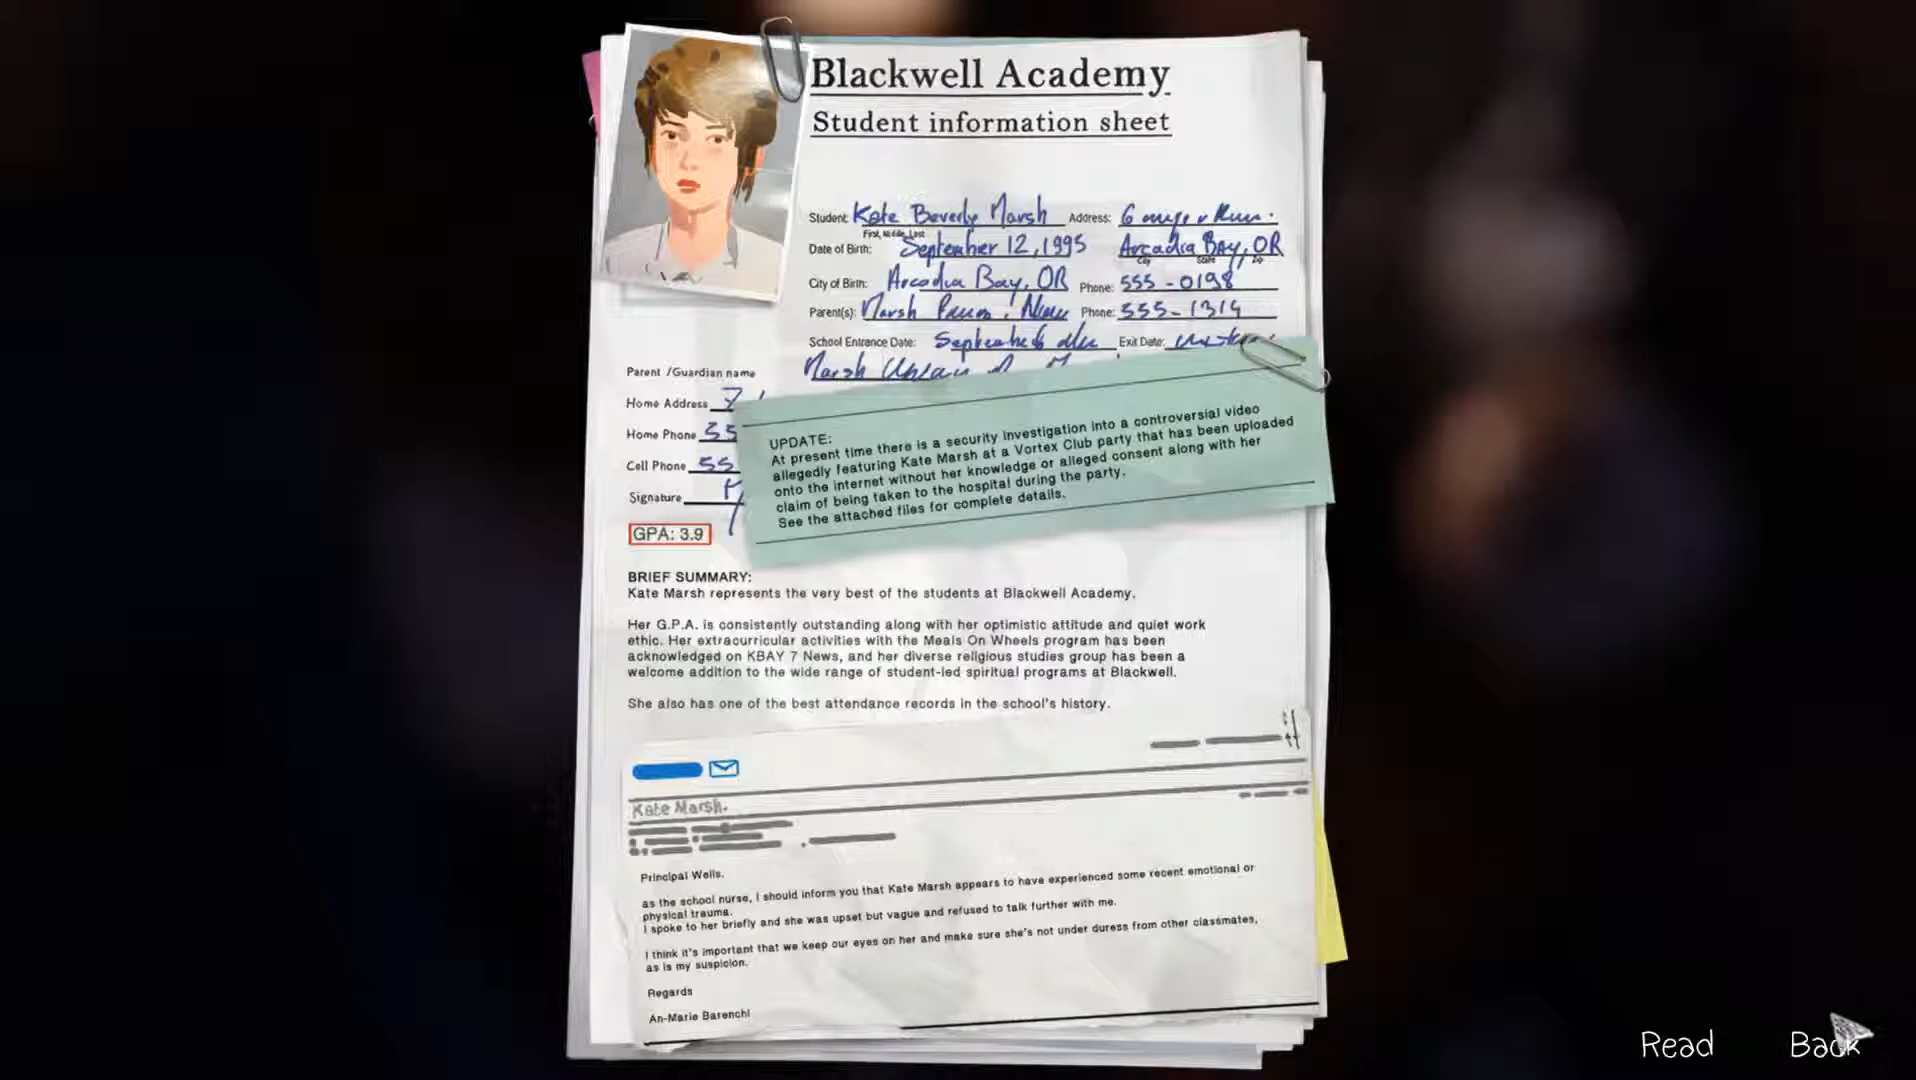 Blackwell Academy
Student information sheet
Student: Kate Beverly Marsh Address:
First, Middle, Last
Date of Birth: September 12, 1995 Arcadia Bay, OR
City State Zip
City of Birth: Arcadia Bay, OR Phone: 555-0198
Parent(s): Marsh Phone: 555-1314
School Entrance Date: Exit Date:
Marsh
Parent /Guardian name
Home Address 7
Home Phone 55
Cell Phone 55
Signature
UPDATE:
At present time there is a security investigation into a controversial video
allegedly featuring Kate Marsh at a Vortex Club party that has been uploaded
onto the internet without her knowledge or alleged consent along with her
claim of being taken to the hospital during the party.
See the attached files for complete details.
GPA: 3.9
BRIEF SUMMARY:
Kate Marsh represents the very best of the students at Blackwell Academy.
Her G.P.A. is consistently outstanding along with her optimistic attitude and quiet work
ethic. Her extracurricular activities with the Meals On Wheels program has been
acknowledged on KBAY 7 News, and her diverse religious studies group has been a
welcome addition to the wide range of student-led spiritual programs at Blackwell.
She also has one of the best attendance records in the school's history.
Kate Marsh.
Principal Wells.
as the school nurse, I should inform you that Kate Marsh appears to have experienced some recent emotional or
physical trauma.
I spoke to her briefly and she was upset but vague and refused to talk further with me.
I think it's important that we keep our eyes on her and make sure she's not under duress from other classmates,
as is my suspicion.
Regards
An-Marie Barenchi
Read Back